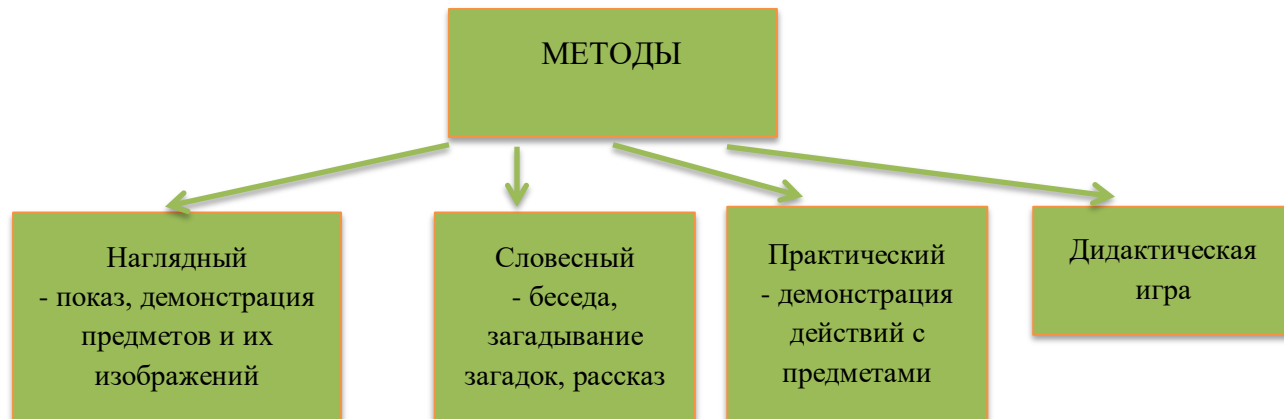 МЕТОДЫ
Наглядный
- показ, демонстрация
предметов и их
изображений
Словесный
- беседа,
загадывание
загадок, рассказ
Практический
- демонстрация
действий с
предметами
Дидактическая
игра